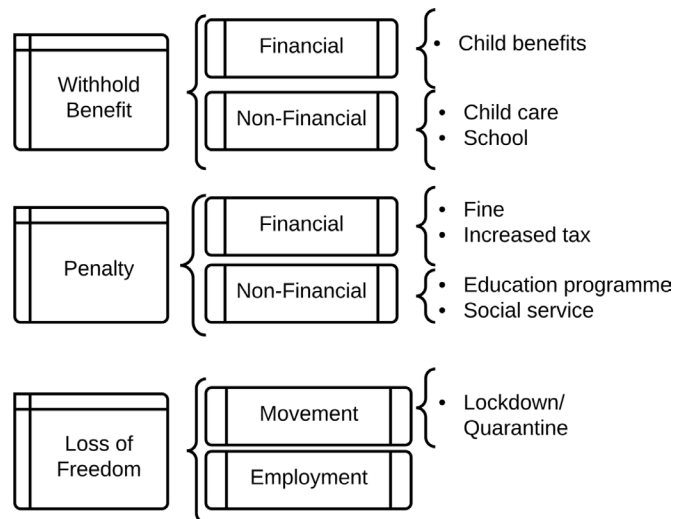 Withhold
Benefit
Financial
• Child benefits
Non-Financial
• Child care
• School
Penalty
Financial
• Fine
• Increased tax
Non-Financial
• Education programme
• Social service
Loss of
Freedom
Movement
• Lockdown/
Quarantine
Employment